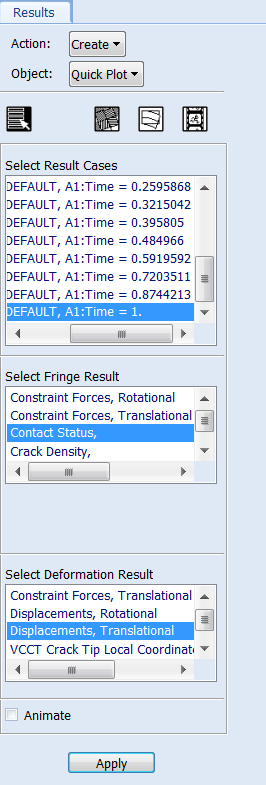 Results
Action: Create
Object: Quick Plot
Select Result Cases
DEFAULT, A1:Time = 0.2595868
DEFAULT, A1:Time = 0.3215042
DEFAULT, A1:Time = 0.395805
DEFAULT, A1:Time = 0.484966
DEFAULT, A1:Time = 0.5919592
DEFAULT, A1:Time = 0.7203511
DEFAULT, A1:Time = 0.8744213
DEFAULT, A1:Time = 1.
Select Fringe Result
Constraint Forces, Rotational
Constraint Forces, Translational
Contact Status,
Crack Density,
Select Deformation Result
Constraint Forces, Translational
Displacements, Rotational
Displacements, Translational
VCCT Crack Tip Local Coordinate
Animate
Apply